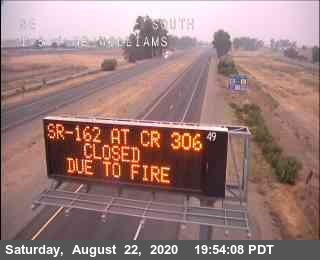 SOUTH
WILLIAMS
SR-162 AT CR 306
CLOSED
DUE TO FIRE
49
Saturday, August 22, 2020 19:54:08 PDT